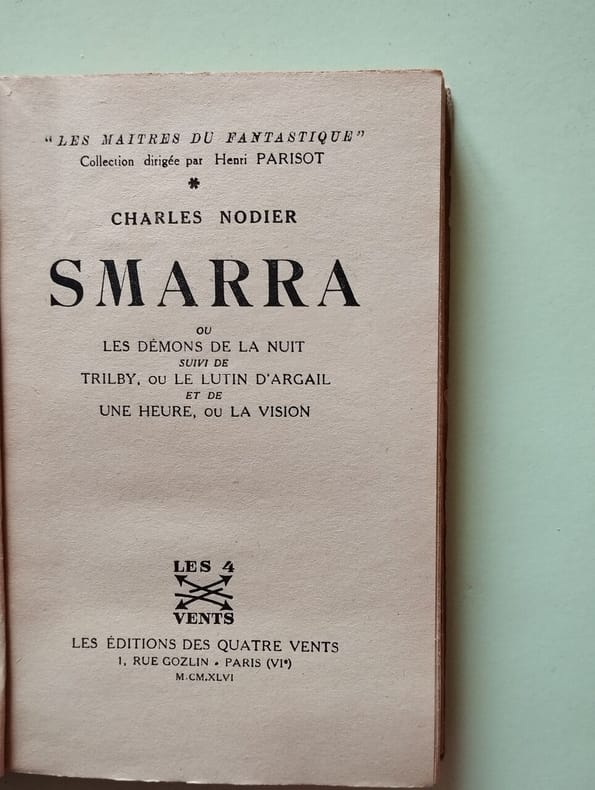 "LES MAITRES DU FANTASTIQUE"
Collection dirigée par Henri PARISOT
*
CHARLES NODIER
SMARRA
OU
LES DÉMONS DE LA NUIT
SUIVI DE
TRILBY, OU LE LUTIN D'ARGAIL
ET DE
UNE HEURE, OU LA VISION
LES 4
VENTS
LES ÉDITIONS DES QUATRE VENTS
1, RUE GOZLIN • PARIS (VIᵉ)
M.CM.XLVI